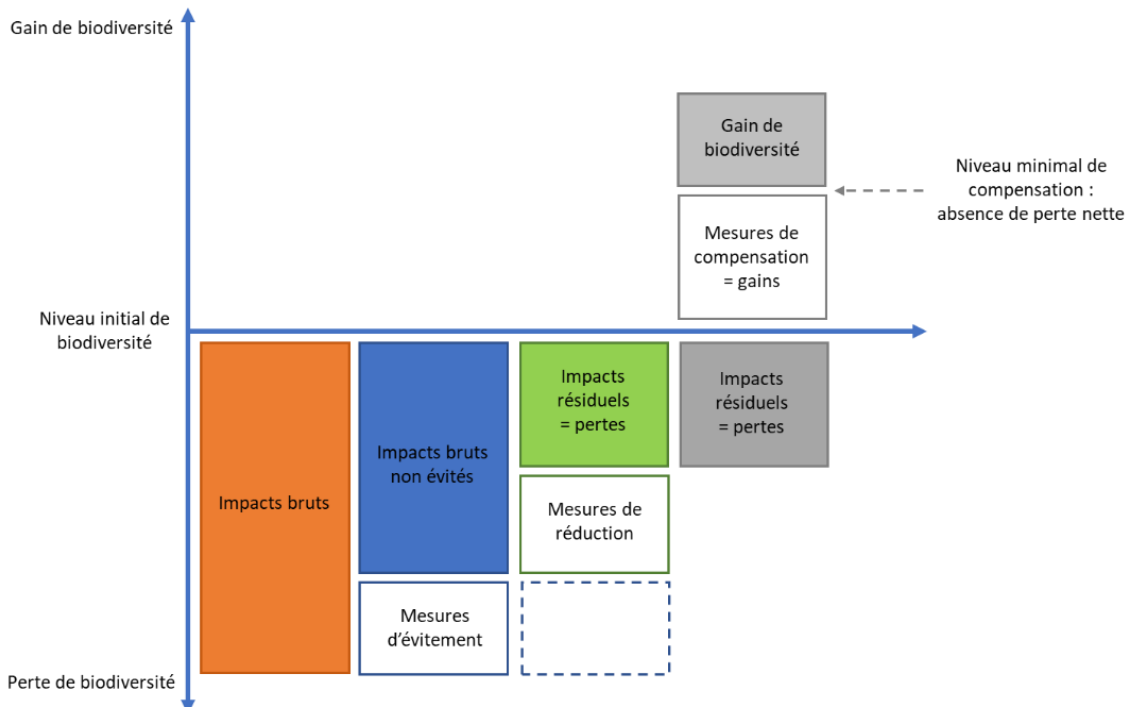 Gain de biodiversité
Gain de
biodiversité
Niveau minimal de
compensation :
absence de perte nette
Mesures de
compensation
= gains
Niveau initial de
biodiversité
Impacts bruts
Impacts bruts
non évités
Mesures
d'évitement
Impacts
résiduels
= pertes
Mesures de
réduction
Impacts
résiduels
= pertes
Perte de biodiversité